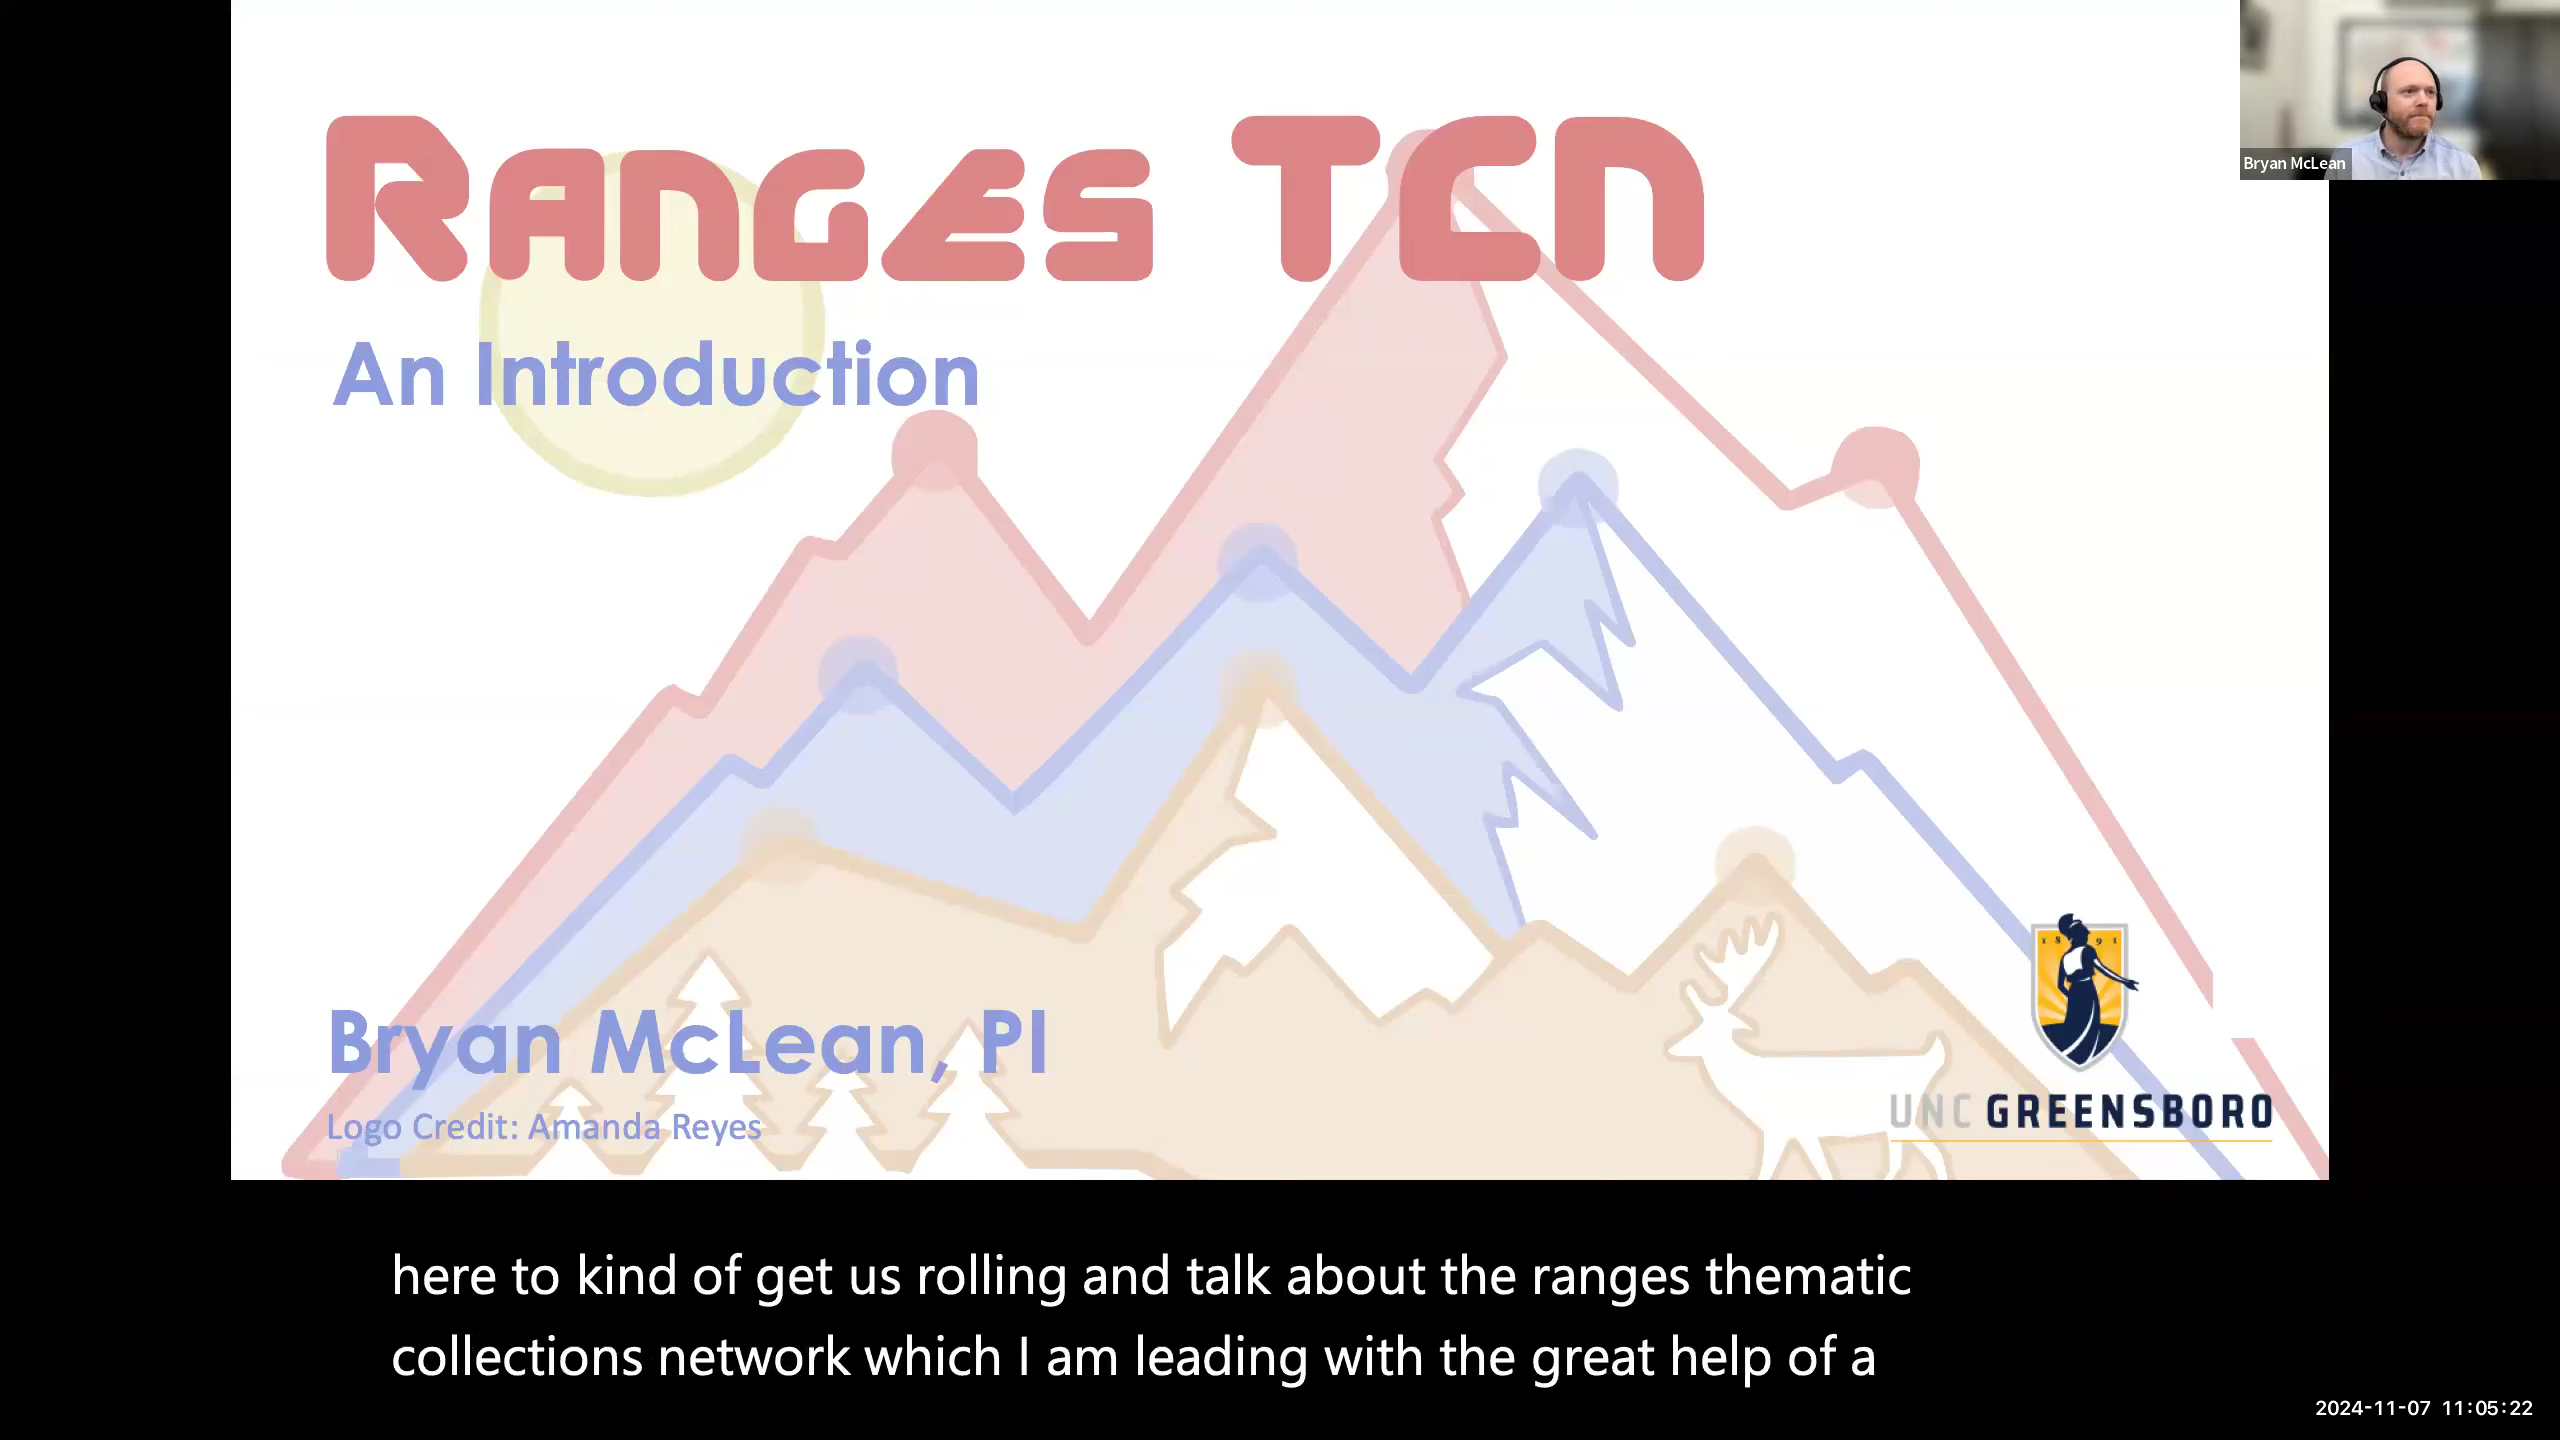 Ranges TCN
Bryan McLean
An Introduction
1891
Bryan McLean, PI
Logo Credit: Amanda Reyes
UNC GREENSBORO
here to kind of get us rolling and talk about the ranges thematic
collections network which I am leading with the great help of a
2024-11-07 11:05:22